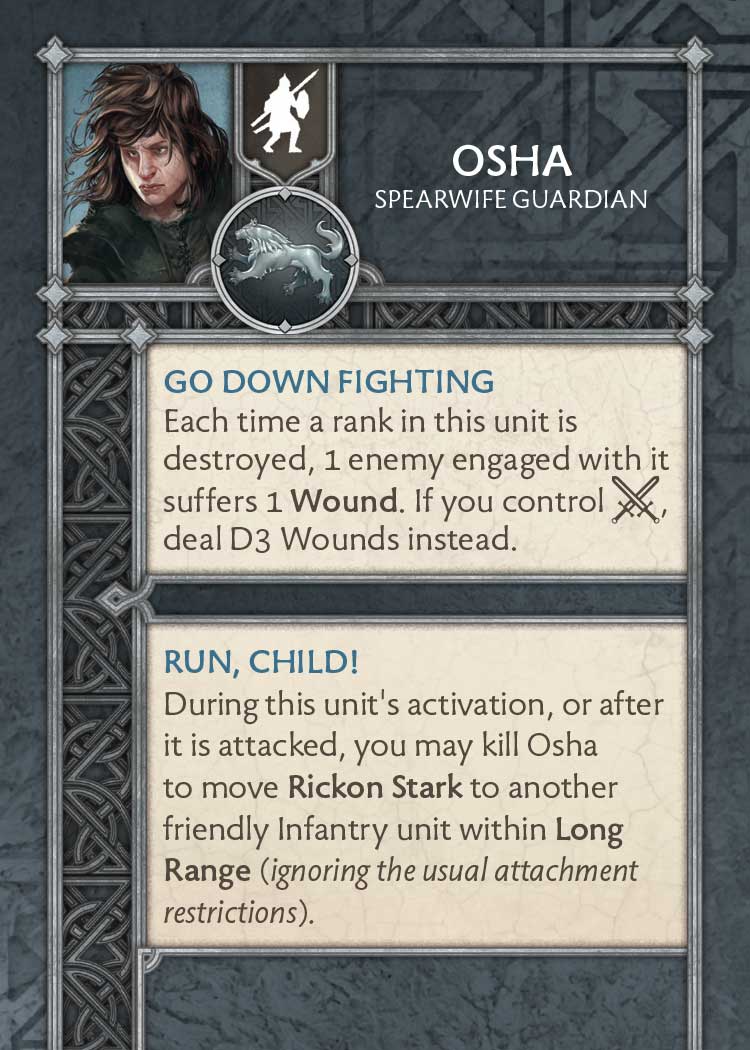 OSHA
SPEARWIFE GUARDIAN
GO DOWN FIGHTING
Each time a rank in this unit is
destroyed, 1 enemy engaged with it
suffers 1 Wound. If you control ,
deal D3 Wounds instead.
RUN, CHILD!
During this unit's activation, or after
it is attacked, you may kill Osha
to move Rickon Stark to another
friendly Infantry unit within Long
Range (ignoring the usual attachment
restrictions).